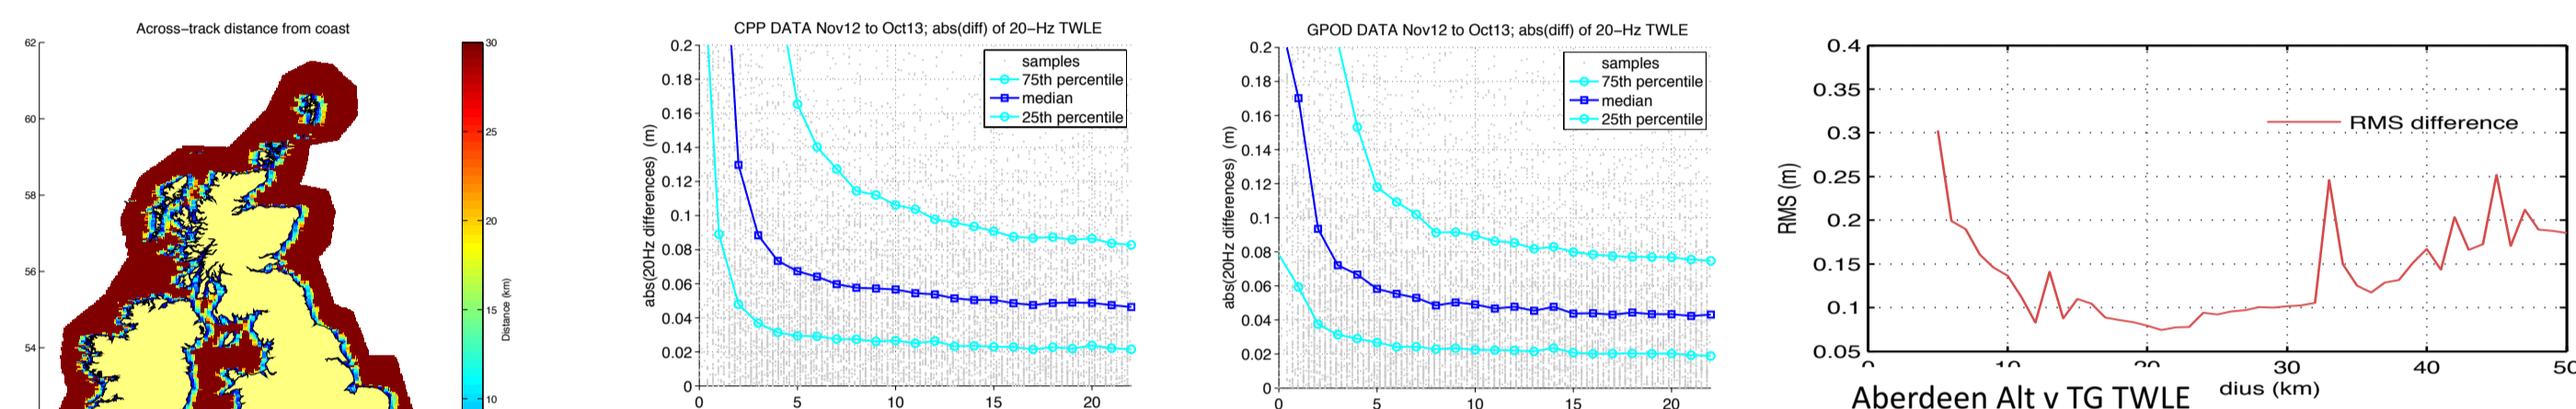 Across-track distance from coast
62
60
58
56
54
30
25
20
15
10
Distance (km)
CPP DATA Nov12 to Oct13; abs(diff) of 20-Hz TWLE
0.2
0.18
0.16
0.14
0.12
0.1
0.08
0.06
0.04
0.02
0
abs(20Hz differences) (m)
samples
75th percentile
median
25th percentile
0 5 10 15 20
GPOD DATA Nov12 to Oct13; abs(diff) of 20-Hz TWLE
0.2
0.18
0.16
0.14
0.12
0.1
0.08
0.06
0.04
0.02
0
abs(20Hz differences) (m)
samples
75th percentile
median
25th percentile
0 5 10 15 20
0.4
0.35
0.3
0.25
0.2
0.15
0.1
0.05
RMS (m)
RMS difference
0 10 20 30 40 50
dius (km)
Aberdeen Alt v TG TWLE